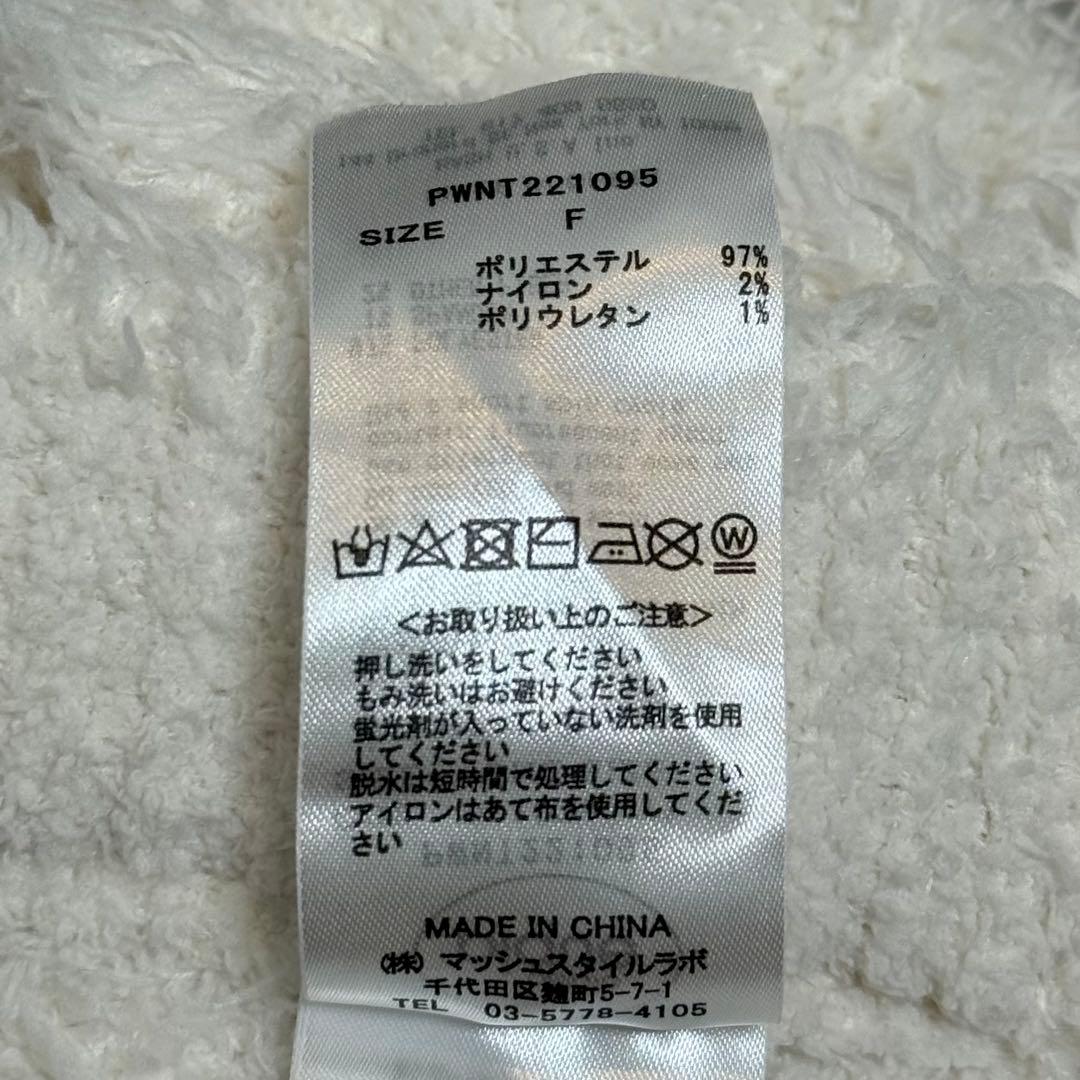 PWNT221095
SIZE F
ポリエステル 97%
ナイロン 2%
ポリウレタン 1%
W
<お取り扱い上のご注意>
押し洗いをしてください
もみ洗いはお避けください
蛍光剤が入っていない洗剤を使用
してください
脱水は短時間で処理してください
アイロンはあて布を使用してくだ
さい
MADE IN CHINA
(株) マッシュスタイルラボ
千代田区麹町5-7-1
TEL 03-5778-4105